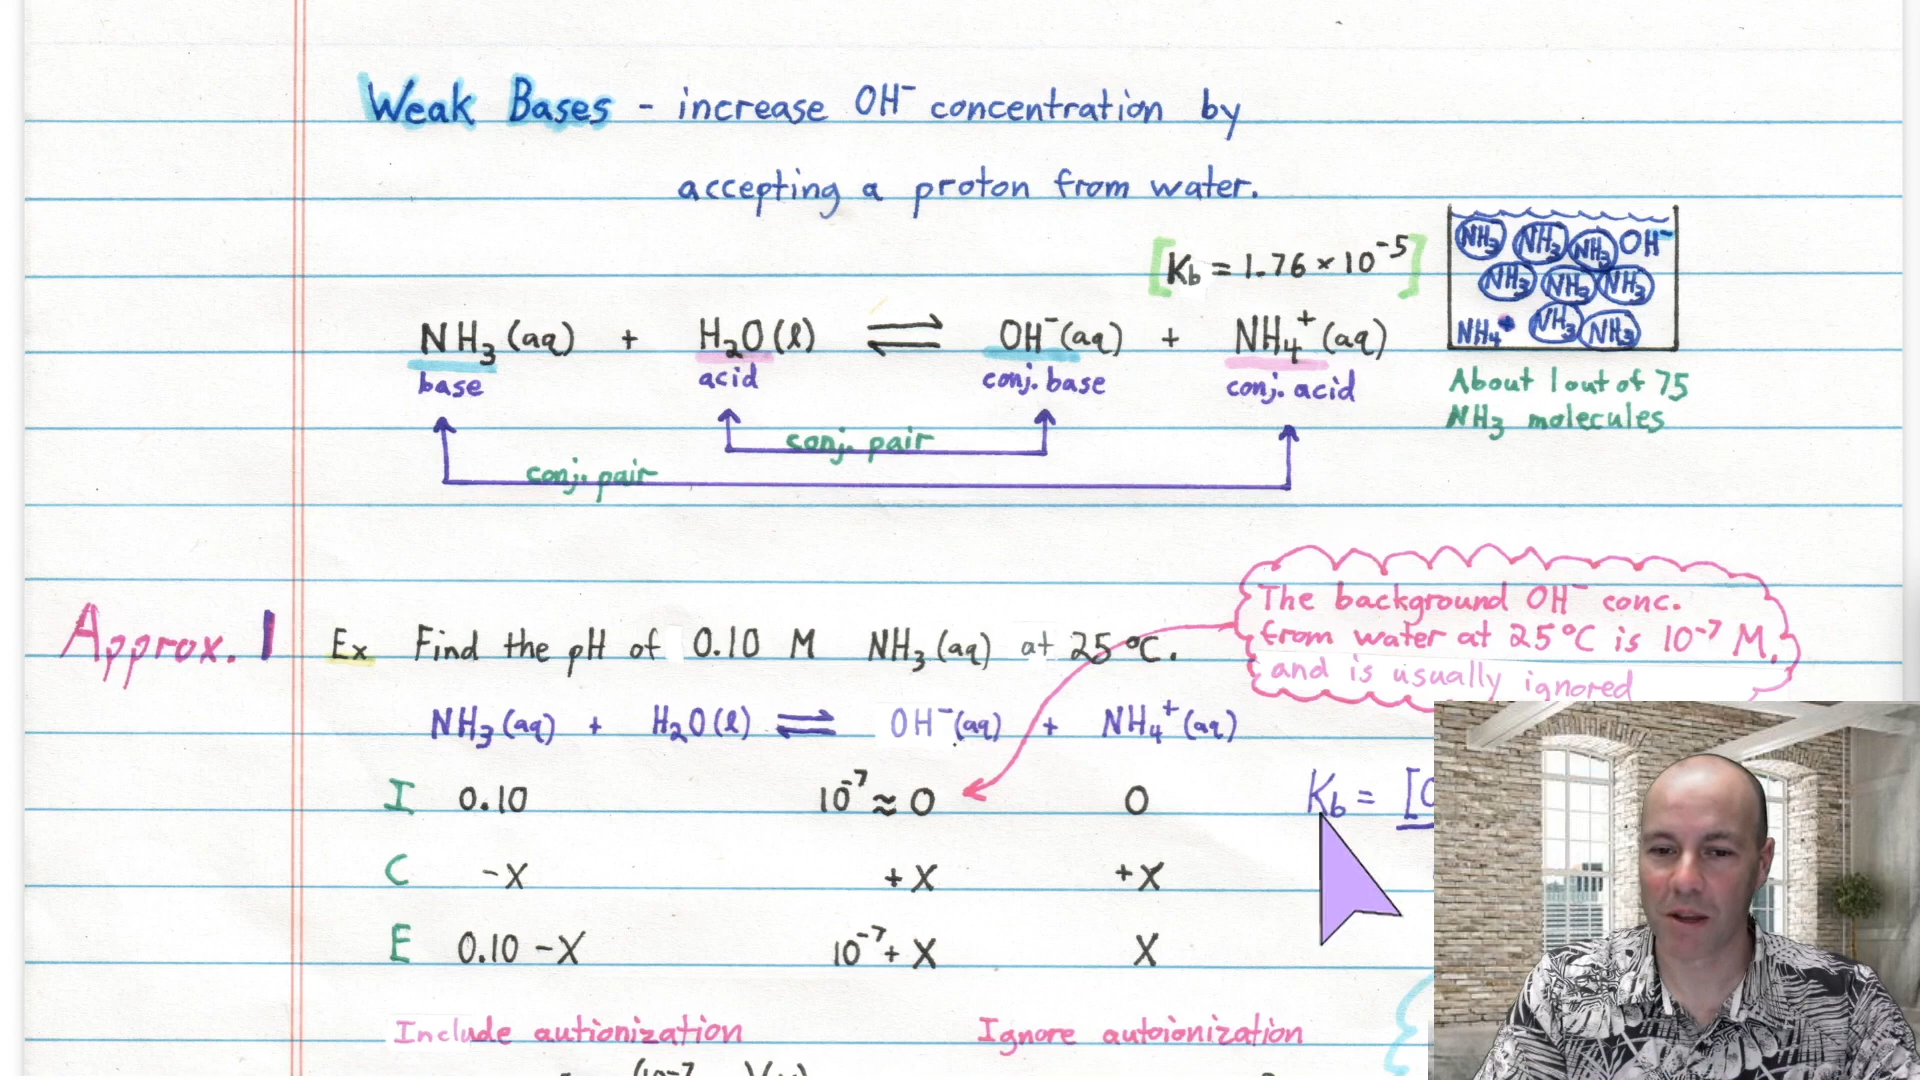 Weak Bases - increase OH⁻ concentration by
accepting a proton from water.
[Kb = 1.76 × 10⁻⁵]
NH₃ (aq) + H₂O (l) ⇌ OH⁻ (aq) + NH₄⁺ (aq)
base acid conj. base conj. acid
conj. pair
conj. pair
NH₃ NH₃ NH₃ OH⁻
NH₃ NH₃ NH₃
NH₄⁺ NH₃ NH₃
About 1 out of 75
NH₃ molecules
The background OH⁻ conc.
from water at 25°C is 10⁻⁷ M,
and is usually ignored
Approx. 1
Ex Find the pH of 0.10 M NH₃ (aq) at 25°C.
NH₃ (aq) + H₂O (l) ⇌ OH⁻ (aq) + NH₄⁺ (aq)
I 0.10 10⁻⁷ ≈ 0 0 Kb = [
C -X +X +X
E 0.10 - X 10⁻⁷ + X X
Include autionization Ignore autoionization